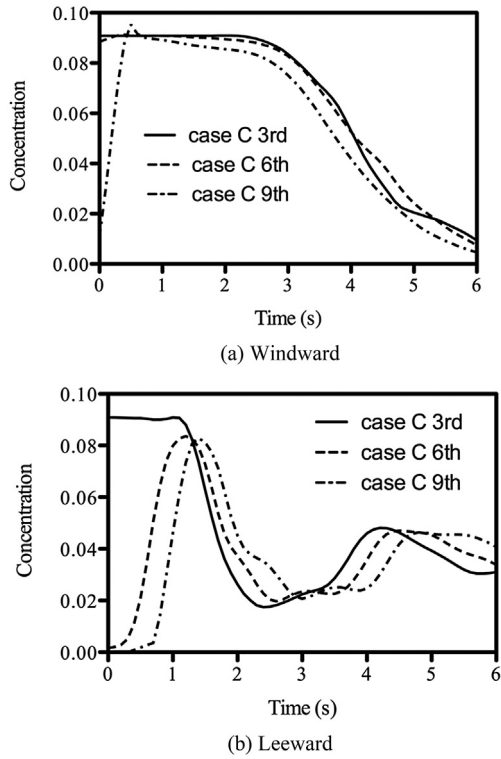 0.10
0.08
0.06
0.04
0.02
0.00
Concentration
case C 3rd
case C 6th
case C 9th
0 1 2 3 4 5 6
Time (s)
(a) Windward
0.10
0.08
0.06
0.04
0.02
0.00
Concentration
case C 3rd
case C 6th
case C 9th
0 1 2 3 4 5 6
Time (s)
(b) Leeward